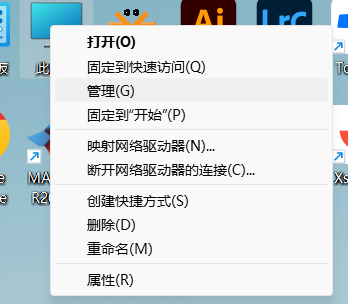 Ai
LrC
打开(O)
固定到快速访问(Q)
管理(G)
固定到"开始"(P)
映射网络驱动器(N)...
断开网络驱动器的连接(C)...
创建快捷方式(S)
删除(D)
重命名(M)
属性(R)
此
To
MA
R20
Xs